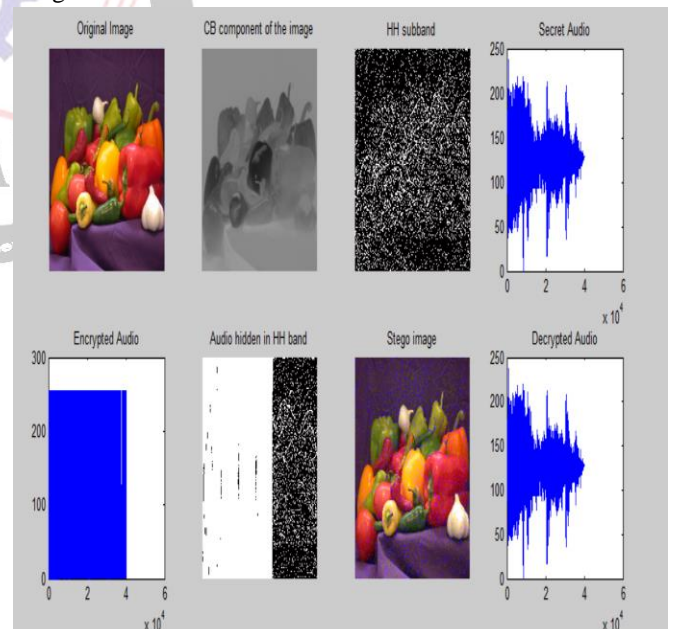 Original Image
CB component of the image
HH subband
Secret Audio
250
200
150
100
50
0
0 2 4 6
x 10^4
Encrypted Audio
Audio hidden in HH band
Stego image
Decrypted Audio
300
200
100
0
0 2 4 6
x 10^4
250
200
150
100
50
0
0 2 4 6
x 10^4